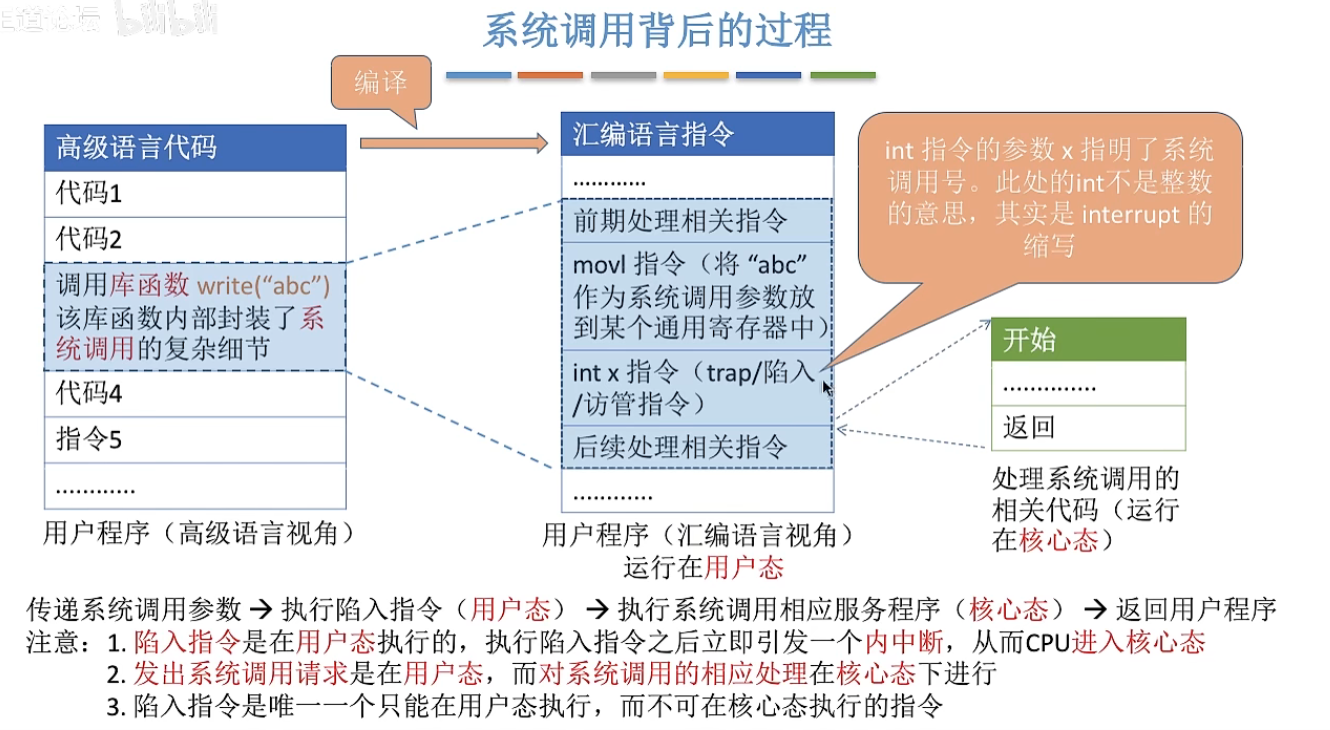 系统调用背后的过程
编译
高级语言代码
代码1
代码2
调用库函数 write(“abc”)
该库函数内部封装了系
统调用的复杂细节
代码4
指令5
…………
用户程序（高级语言视角）
汇编语言指令
…………
前期处理相关指令
movl 指令（将 “abc”
作为系统调用参数放
到某个通用寄存器中）
int x 指令（trap/陷入
/访管指令）
后续处理相关指令
…………
用户程序（汇编语言视角）
运行在用户态
int 指令的参数 x 指明了系统
调用号。此处的int不是整数
的意思，其实是 interrupt 的
缩写
开始
…………..
返回
处理系统调用的
相关代码（运行
在核心态）
传递系统调用参数 → 执行陷入指令（用户态） → 执行系统调用相应服务程序（核心态） → 返回用户程序
注意：1. 陷入指令是在用户态执行的，执行陷入指令之后立即引发一个内中断，从而CPU进入核心态
2. 发出系统调用请求是在用户态，而对系统调用的相应处理在核心态下进行
3. 陷入指令是唯一一个只能在用户态执行，而不可在核心态执行的指令